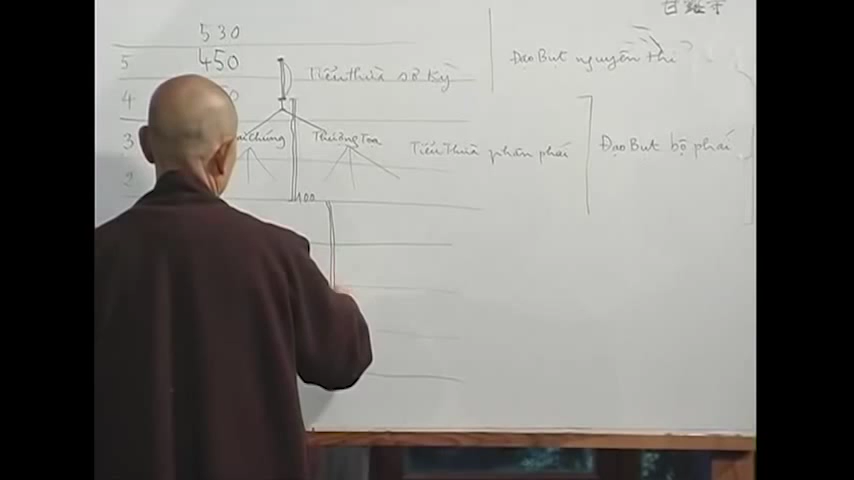 530
5 450 Tiểu thừa sơ kỳ Đạo Bụt nguyên thỉ
4
3 Thượng Tọa Tiểu Thừa phân phái Đạo Bụt bộ phái
2
100